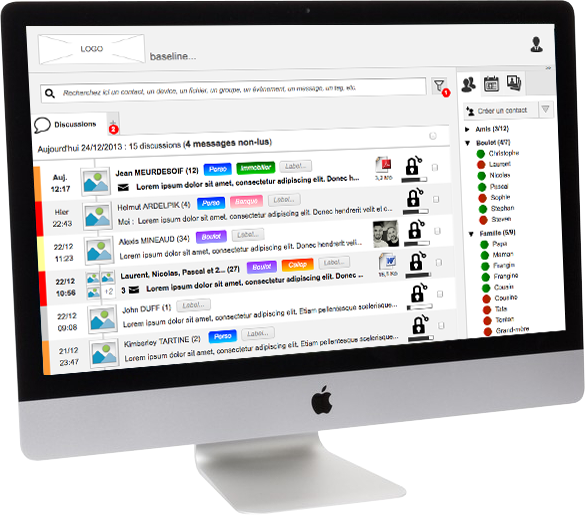 LOGO
baseline...
Recherchez ici un contact, un device, un fichier, un groupe, un évènement, un message, un tag, etc.
1
Discussions
2
Créer un contact
Aujourd'hui 24/12/2013 : 15 discussions (4 messages non-lus)
Auj.
12:17
Jean MEURDESOIF (12) Perso Immobilier Label...
Lorem ipsum dolor sit amet, consectetur adipiscing elit. Donec ...
3,2 Ko
Hier
22:43
Helmut ARDELPIK (4) Perso Banque Label...
Moi : Lorem ipsum dolor sit amet, consectetur adipiscing elit. Donec hendrerit velit et c...
22/12
11:23
Alexis MINEAUD (34) Boulot Label...
Lorem ipsum dolor sit amet, consectetur adipiscing elit. Donec hendrerit velit...
22/12
10:56
+2
Laurent, Nicolas, Pascal et 2... (27) Boulot Label...
3 Lorem ipsum dolor sit amet, consectetur adipiscing elit. Donec ...
Ko
22/12
09:08
John DUFF (1) Label...
Lorem ipsum dolor sit amet, consectetur adipiscing elit. Etiam pellentesque scelerisque...
21/12
23:47
Kimberley TARTINE (2) Perso Label...
Lorem ipsum dolor sit amet, consectetur adipiscing elit. Etiam pellentesque scelerisque...
Amis (3/12)
Boulot (4/7)
Christophe
Laurent
Nicolas
Pascal
Sophie
Stephan
Steven
Famille (5/9)
Papa
Maman
Frangin
Frangine
Cousin
Cousine
Tata
Tonton
Grand-mère